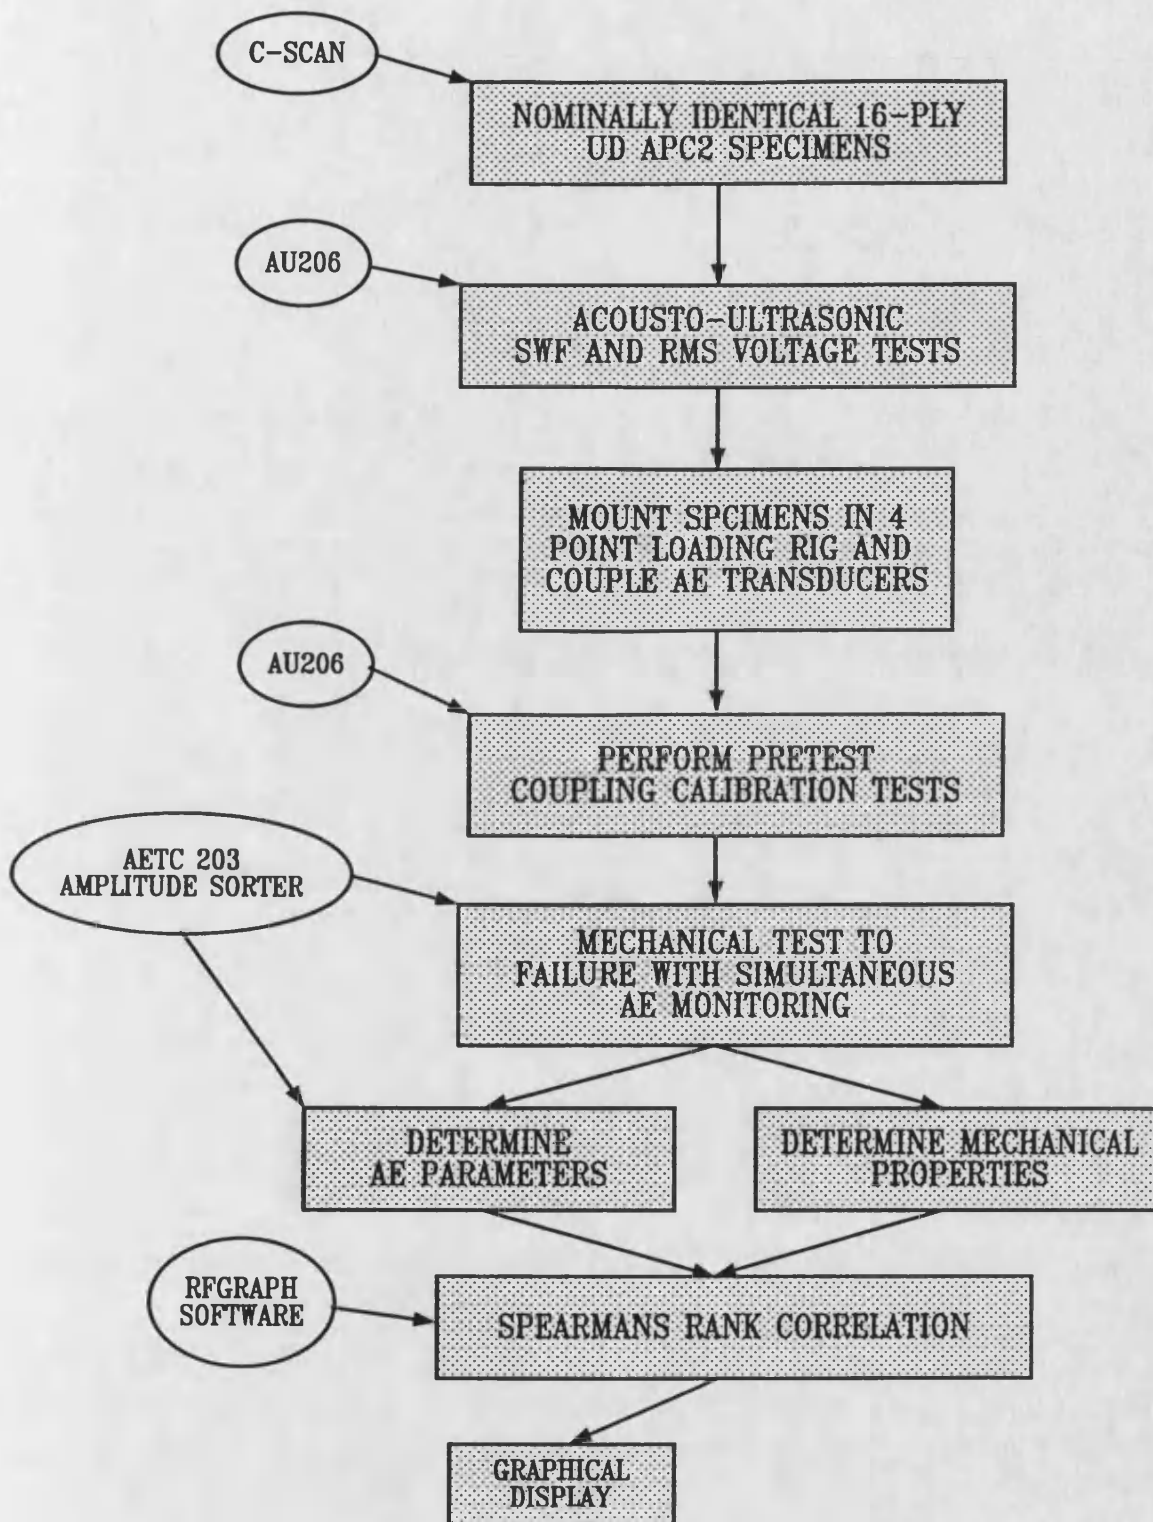 C-SCAN
NOMINALLY IDENTICAL 16-PLY
UD APC2 SPECIMENS
AU206
ACOUSTO-ULTRASONIC
SWF AND RMS VOLTAGE TESTS
MOUNT SPCIMENS IN 4
POINT LOADING RIG AND
COUPLE AE TRANSDUCERS
AU206
PERFORM PRETEST
COUPLING CALIBRATION TESTS
AETC 203
AMPLITUDE SORTER
MECHANICAL TEST TO
FAILURE WITH SIMULTANEOUS
AE MONITORING
DETERMINE
AE PARAMETERS
DETERMINE MECHANICAL
PROPERTIES
RFGRAPH
SOFTWARE
SPEARMANS RANK CORRELATION
GRAPHICAL
DISPLAY